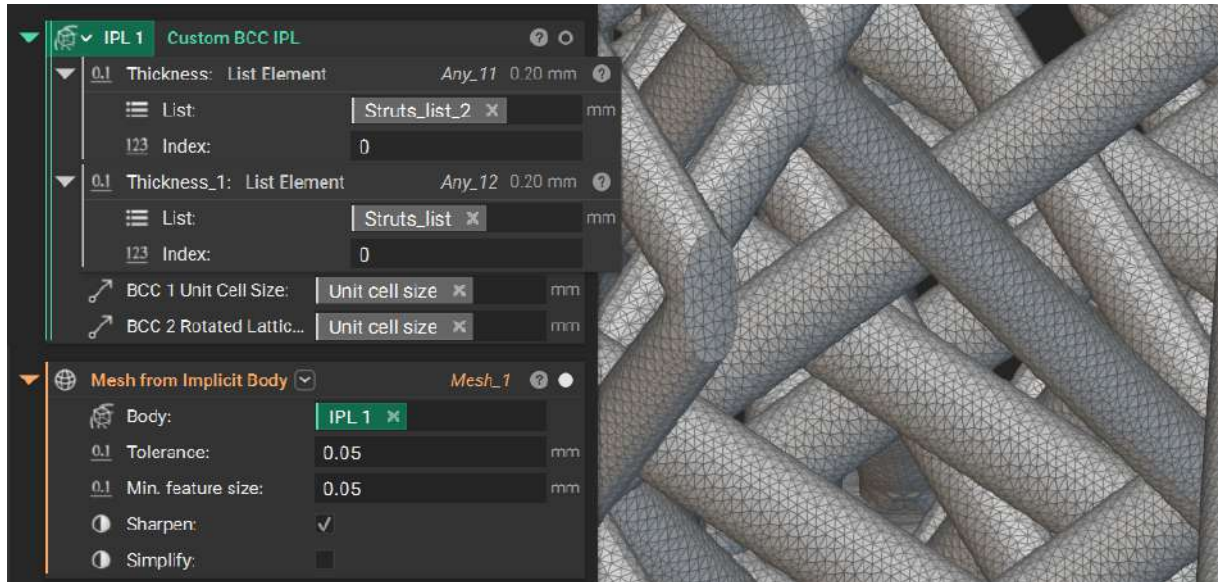 IPL 1 Custom BCC IPL
0.1 Thickness: List Element Any_11 0.20 mm
List: Struts_list_2 mm
123 Index: 0
0.1 Thickness_1: List Element Any_12 0.20 mm
List: Struts_list mm
123 Index: 0
BCC 1 Unit Cell Size: Unit cell size mm
BCC 2 Rotated Lattic... Unit cell size mm
Mesh from Implicit Body Mesh_1
Body: IPL 1
0.1 Tolerance: 0.05 mm
0.1 Min. feature size: 0.05 mm
Sharpen:
Simplify: